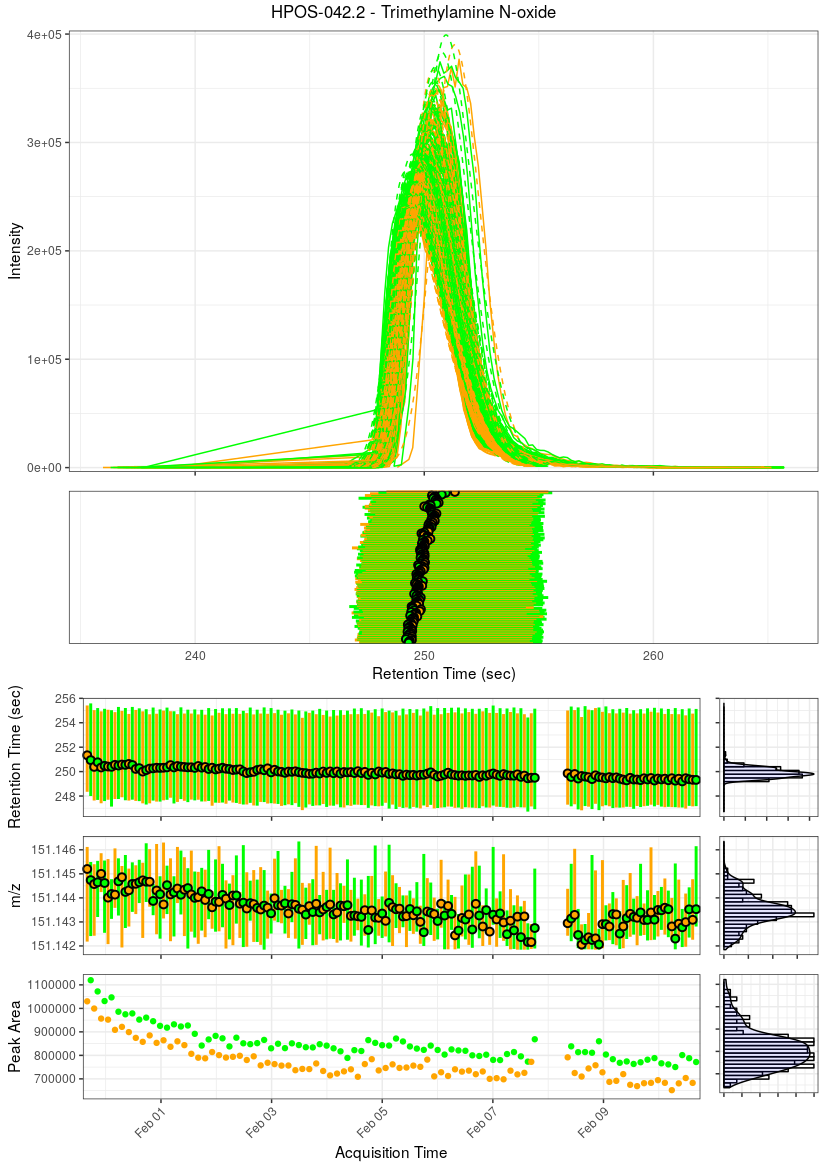 HPOS-042.2 - Trimethylamine N-oxide
4e+05
3e+05
2e+05
1e+05
0e+00
Intensity
240
250
260
Retention Time (sec)
256
254
252
250
248
Retention Time (sec)
151.146
151.145
151.144
151.143
151.142
m/z
1100000
1000000
900000
800000
700000
Peak Area
Feb 01
Feb 03
Feb 05
Feb 07
Feb 09
Acquisition Time